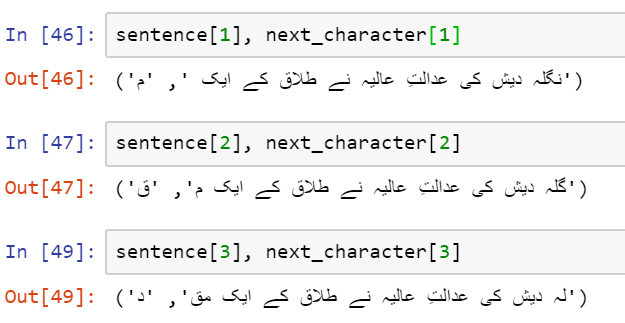 In [46]: sentence[1], next_character[1]
Out[46]: ('نگلہ دیش کی عدالتِ عالیہ نے طلاق کے ایک ', 'م')
In [47]: sentence[2], next_character[2]
Out[47]: ('گلہ دیش کی عدالتِ عالیہ نے طلاق کے ایک م', 'ق')
In [49]: sentence[3], next_character[3]
Out[49]: ('لہ دیش کی عدالتِ عالیہ نے طلاق کے ایک مق', 'د')